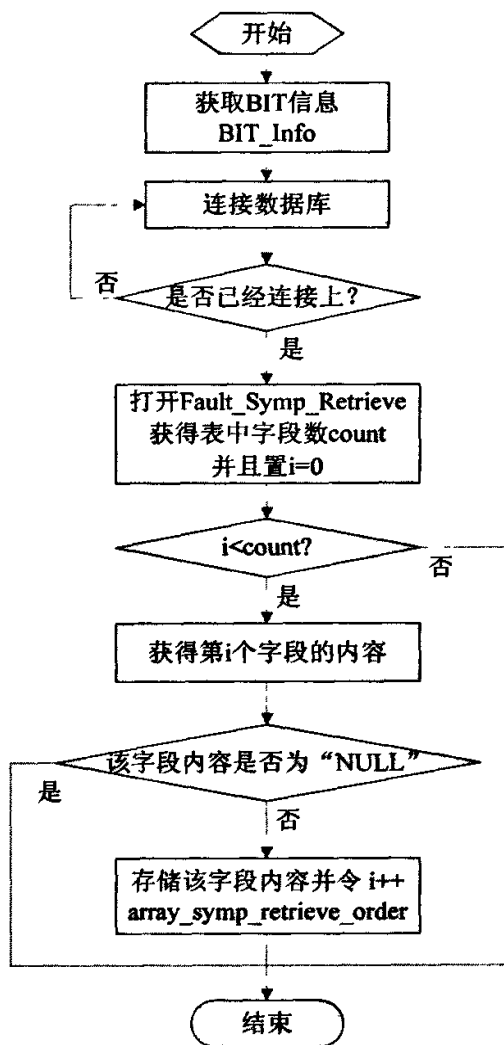 开始
获取BIT信息
BIT_Info
连接数据库
否
是否已经连接上？
是
打开Fault_Symp_Retrieve
获得表中字段数count
并且置i=0
i<count?
否
是
获得第i个字段的内容
该字段内容是否为“NULL”
是
否
存储该字段内容并令 i++
array_symp_retrieve_order
结束